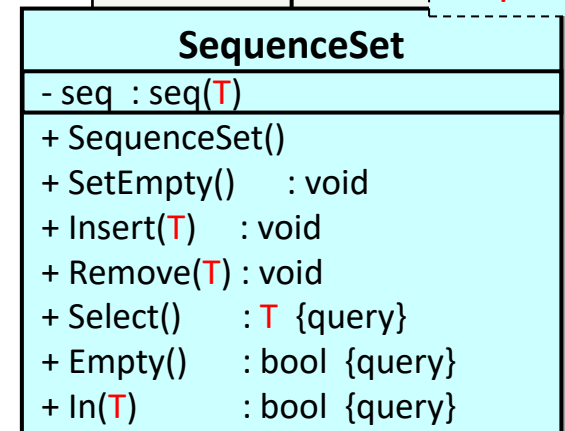 SequenceSet
- seq : seq(T)
+ SequenceSet()
+ SetEmpty() : void
+ Insert(T) : void
+ Remove(T) : void
+ Select() : T {query}
+ Empty() : bool {query}
+ In(T) : bool {query}